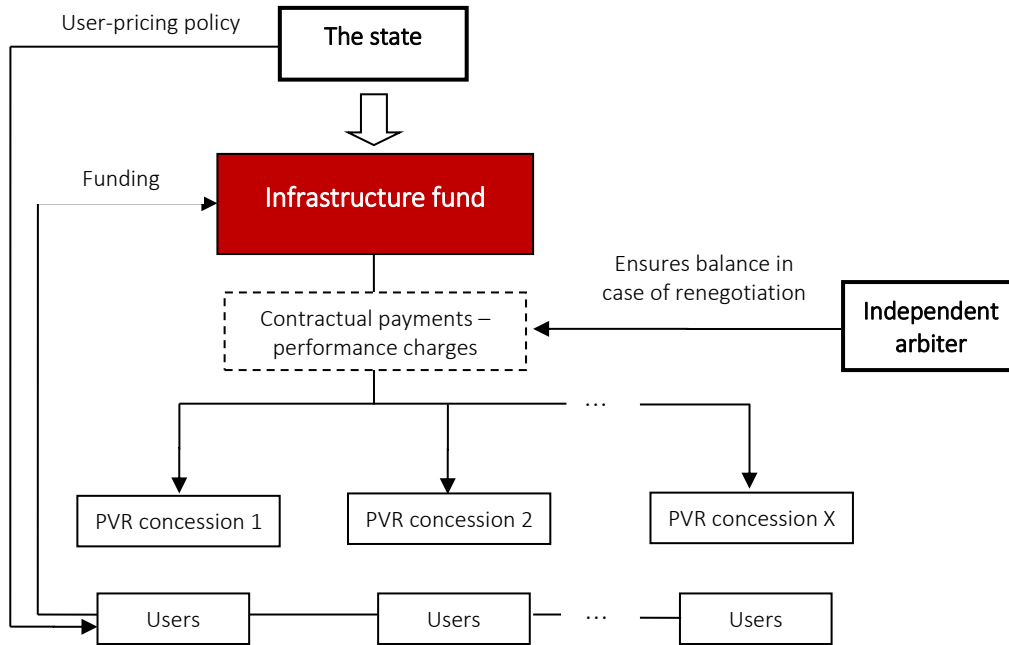 User-pricing policy
The state
Funding
Infrastructure fund
Ensures balance in
case of renegotiation
Contractual payments –
performance charges
Independent
arbiter
...
PVR concession 1
PVR concession 2
PVR concession X
Users
Users
...
Users